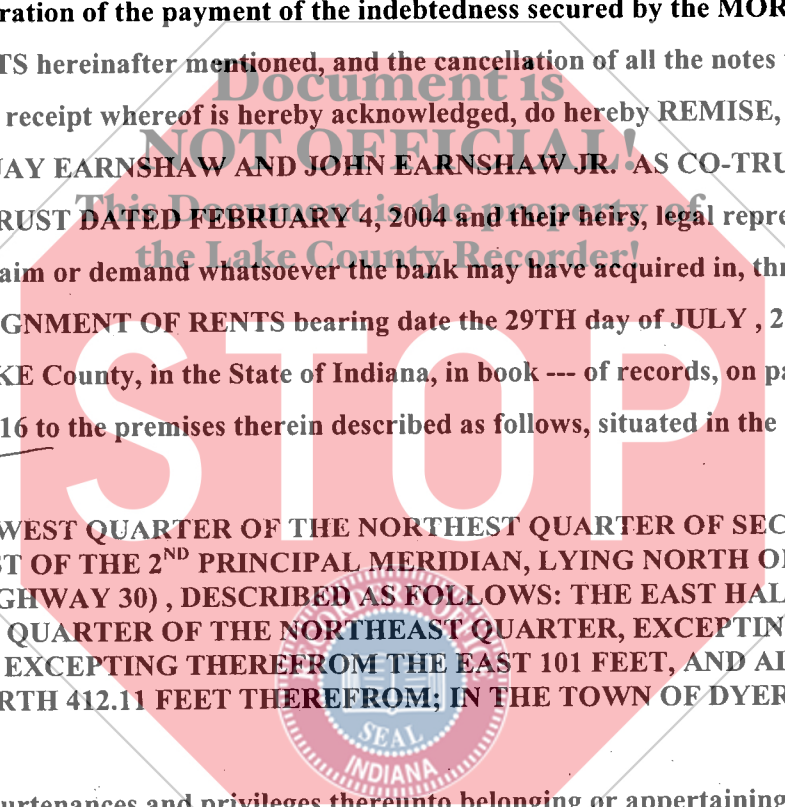 ration of the payment of the indebtedness secured by the MOR
TS hereinafter mentioned, and the cancellation of all the notes
Document is
receipt whereof is hereby acknowledged, do hereby REMISE,
NOT OFFICIAL!
JAY EARNSHAW AND JOHN EARNSHAW JR. AS CO-TRU
This Document is the property of
RUST DATED FEBRUARY 4, 2004 and their heirs, legal repre
the Lake County Recorder!
aim or demand whatsoever the bank may have acquired in, thr
GNMENT OF RENTS bearing date the 29TH day of JULY , 2
KE County, in the State of Indiana, in book --- of records, on pa
16 to the premises therein described as follows, situated in the
STOP
WEST QUARTER OF THE NORTHEST QUARTER OF SEC
ST OF THE 2ND PRINCIPAL MERIDIAN, LYING NORTH O
GHWAY 30) , DESCRIBED AS FOLLOWS: THE EAST HAL
QUARTER OF THE NORTHEAST QUARTER, EXCEPTIN
EXCEPTING THEREFROM THE EAST 101 FEET, AND AL
RTH 412.11 FEET THEREFROM; IN THE TOWN OF DYER
SEAL
INDIANA
urtenances and privileges thereunto belonging or appertaining